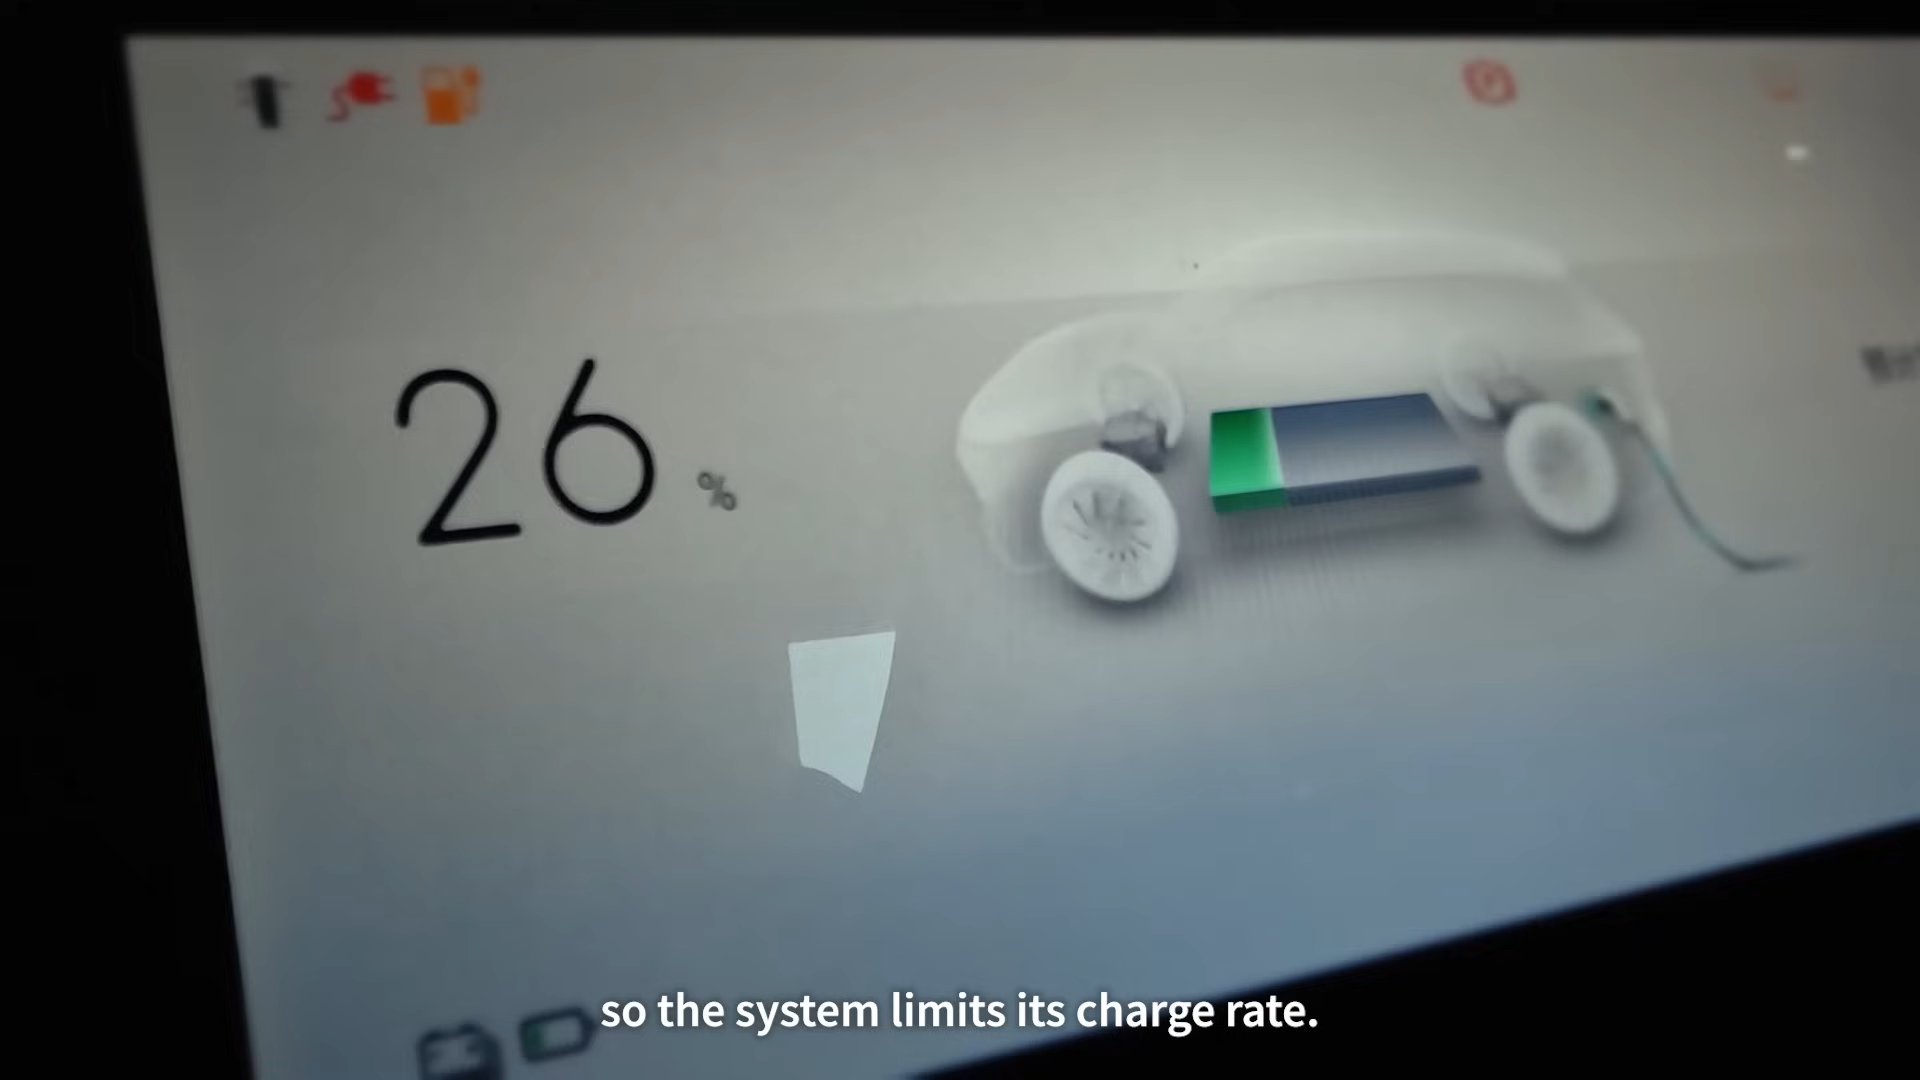 26 %
so the system limits its charge rate.